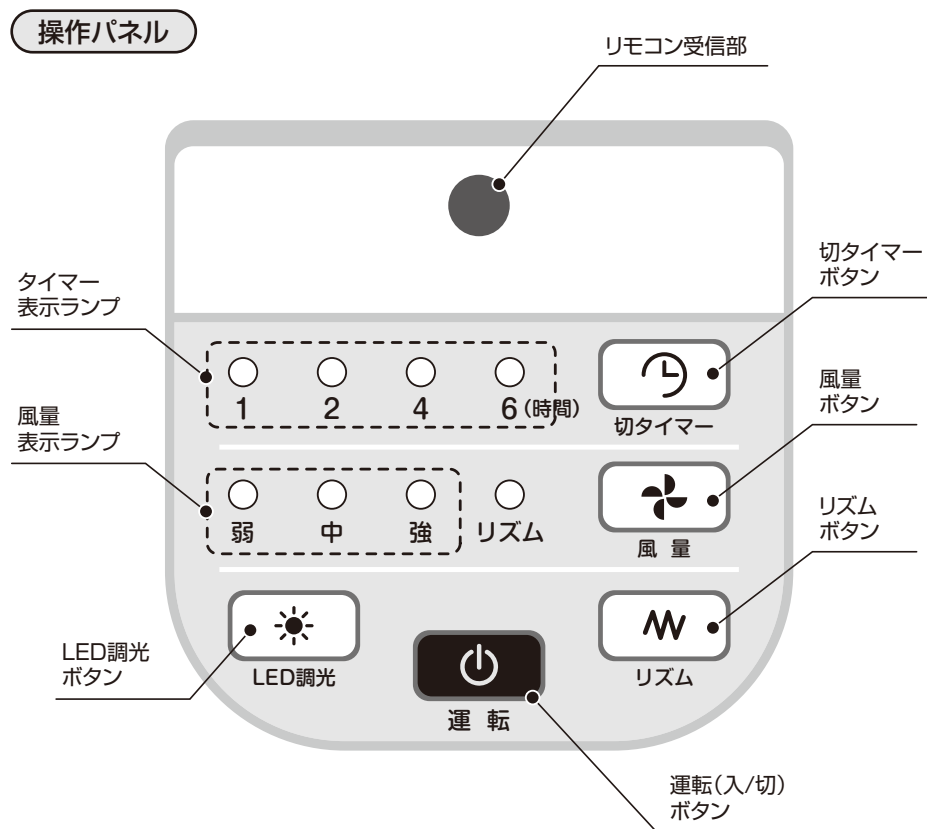 操作パネル
リモコン受信部
切タイマー
ボタン
タイマー
表示ランプ
1 2 4 6(時間)
切タイマー
風量
ボタン
風量
表示ランプ
弱 中 強 リズム
風 量
リズム
ボタン
LED調光
ボタン
LED調光
運 転
リズム
運転(入/切)
ボタン